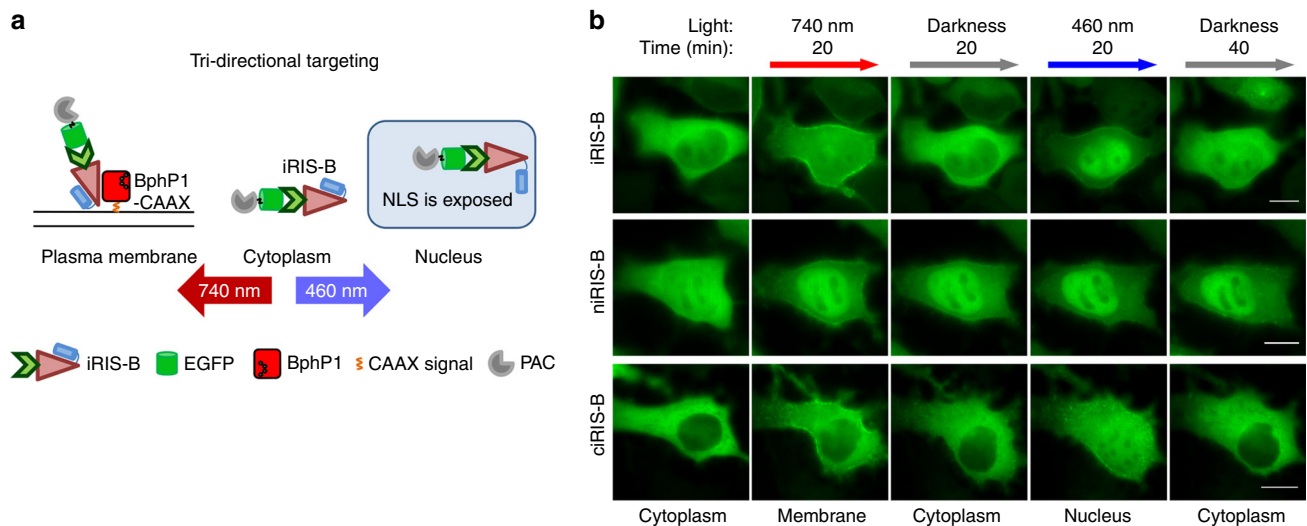 a
Tri-directional targeting
BphP1
-CAAX
iRIS-B
NLS is exposed
Plasma membrane
Cytoplasm
Nucleus
740 nm
460 nm
iRIS-B
EGFP
BphP1
CAAX signal
PAC
b
Light: 740 nm Darkness 460 nm Darkness
Time (min): 20 20 20 40
iRIS-B
niRIS-B
ciRIS-B
Cytoplasm Membrane Cytoplasm Nucleus Cytoplasm